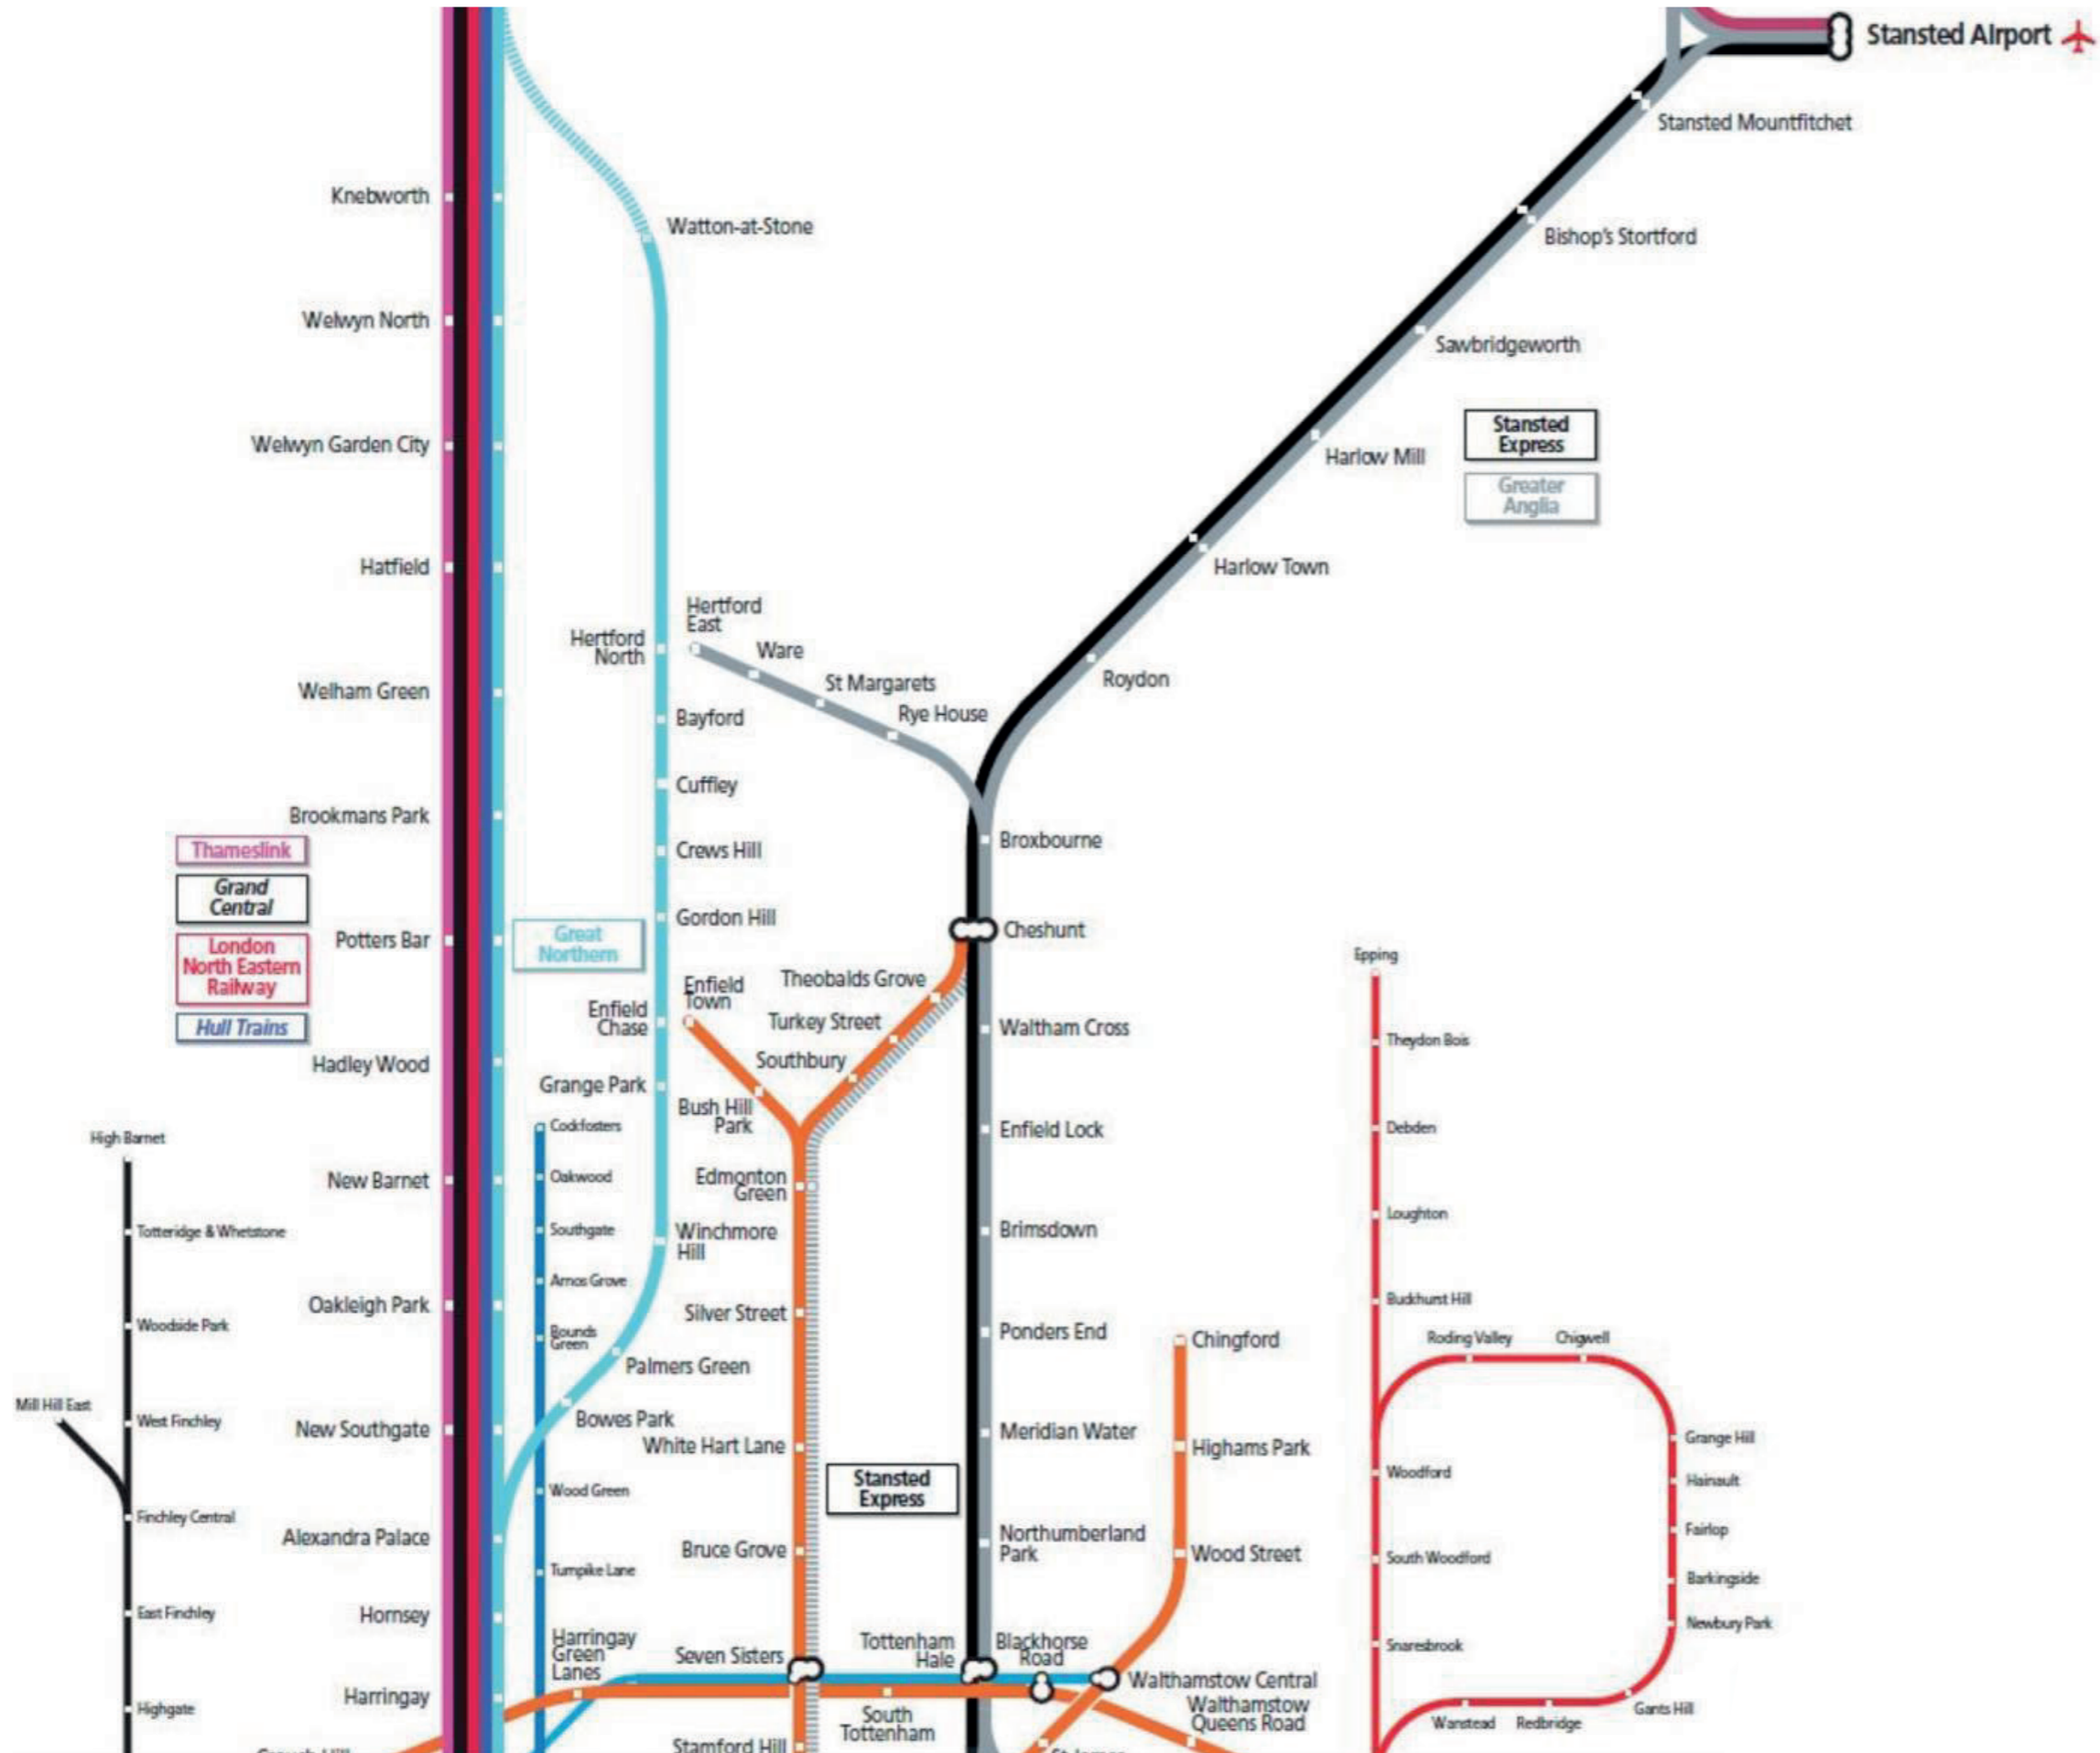 Stansted Airport
Stansted Mountfitchet
Knebworth
Watton-at-Stone
Bishop's Stortford
Welwyn North
Sawbridgeworth
Welwyn Garden City
Harlow Mill
Stansted
Express
Greater
Anglia
Hatfield
Harlow Town
Hertford
East
Hertford
North
Ware
St Margarets
Rye House
Roydon
Welham Green
Bayford
Cuffley
Brookmans Park
Crews Hill
Broxbourne
Thameslink
Grand
Central
London
North Eastern
Railway
Hull Trains
Gordon Hill
Potters Bar
Great
Northern
Cheshunt
Epping
Theobalds Grove
Enfield
Town
Enfield
Chase
Turkey Street
Waltham Cross
Theydon Bois
Southbury
Hadley Wood
Grange Park
Bush Hill
Park
Cockfosters
Enfield Lock
Debden
High Barnet
New Barnet
Oakwood
Edmonton
Green
Totteridge & Whetstone
Southgate
Winchmore
Hill
Brimsdown
Loughton
Arnos Grove
Oakleigh Park
Silver Street
Buckhurst Hill
Woodside Park
Bounds
Green
Palmers Green
Ponders End
Chingford
Roding Valley
Chigwell
Mill Hill East
West Finchley
New Southgate
Bowes Park
White Hart Lane
Meridian Water
Highams Park
Grange Hill
Woodford
Hainault
Wood Green
Stansted
Express
Finchley Central
Alexandra Palace
Bruce Grove
Northumberland
Park
Wood Street
Fairlop
South Woodford
Turnpike Lane
Barkingside
East Finchley
Hornsey
Newbury Park
Harringay
Green
Lanes
Seven Sisters
Tottenham
Hale
Blackhorse
Road
Snaresbrook
Walthamstow Central
Harringay
Highgate
South
Tottenham
Walthamstow
Queens Road
Wanstead
Redbridge
Gants Hill
Stamford Hill